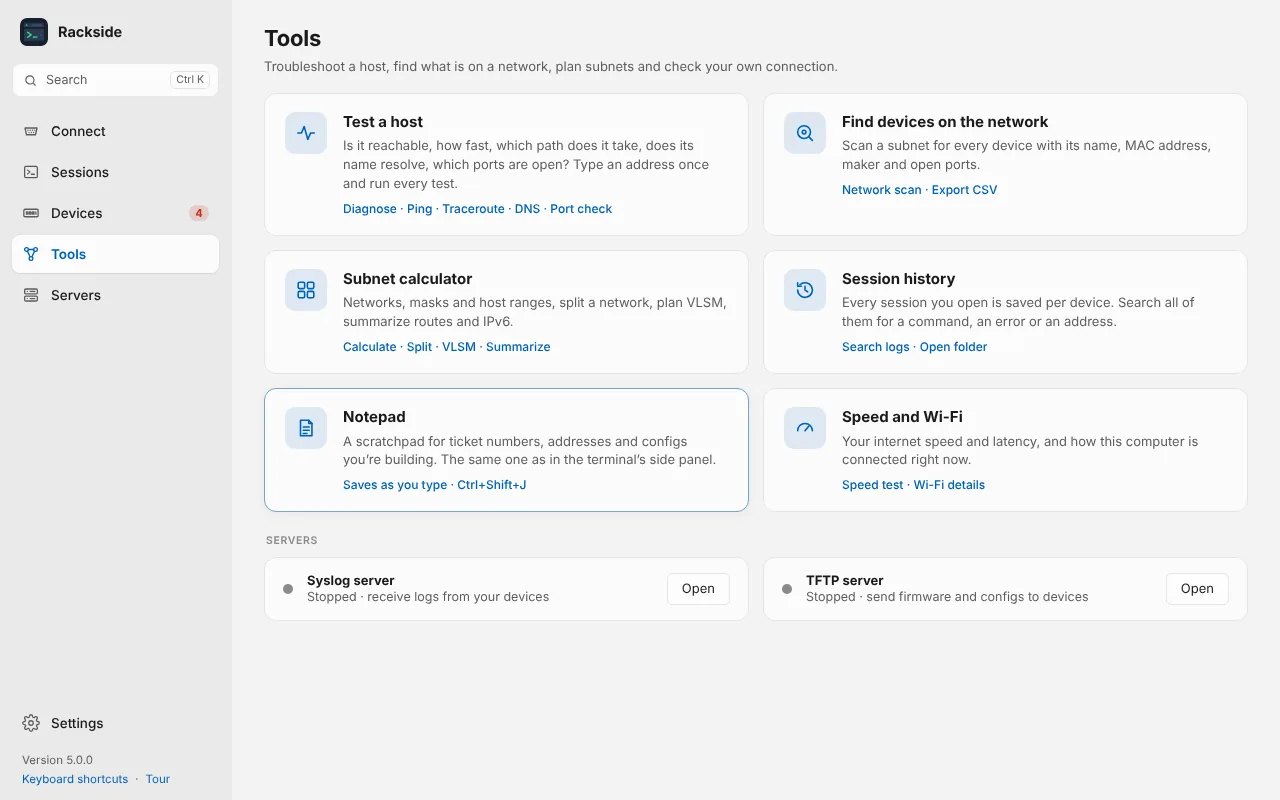 Rackside
Search
Ctrl K
Connect
Sessions
Devices
4
Tools
Servers
Settings
Version 5.0.0
Keyboard shortcuts · Tour
Tools
Troubleshoot a host, find what is on a network, plan subnets and check your own connection.
Test a host
Is it reachable, how fast, which path does it take, does its
name resolve, which ports are open? Type an address once
and run every test.
Diagnose · Ping · Traceroute · DNS · Port check
Find devices on the network
Scan a subnet for every device with its name, MAC address,
maker and open ports.
Network scan · Export CSV
Subnet calculator
Networks, masks and host ranges, split a network, plan VLSM,
summarize routes and IPv6.
Calculate · Split · VLSM · Summarize
Session history
Every session you open is saved per device. Search all of
them for a command, an error or an address.
Search logs · Open folder
Notepad
A scratchpad for ticket numbers, addresses and configs
you’re building. The same one as in the terminal’s side panel.
Saves as you type · Ctrl+Shift+J
Speed and Wi-Fi
Your internet speed and latency, and how this computer is
connected right now.
Speed test · Wi-Fi details
SERVERS
Syslog server
Stopped · receive logs from your devices
Open
TFTP server
Stopped · send firmware and configs to devices
Open